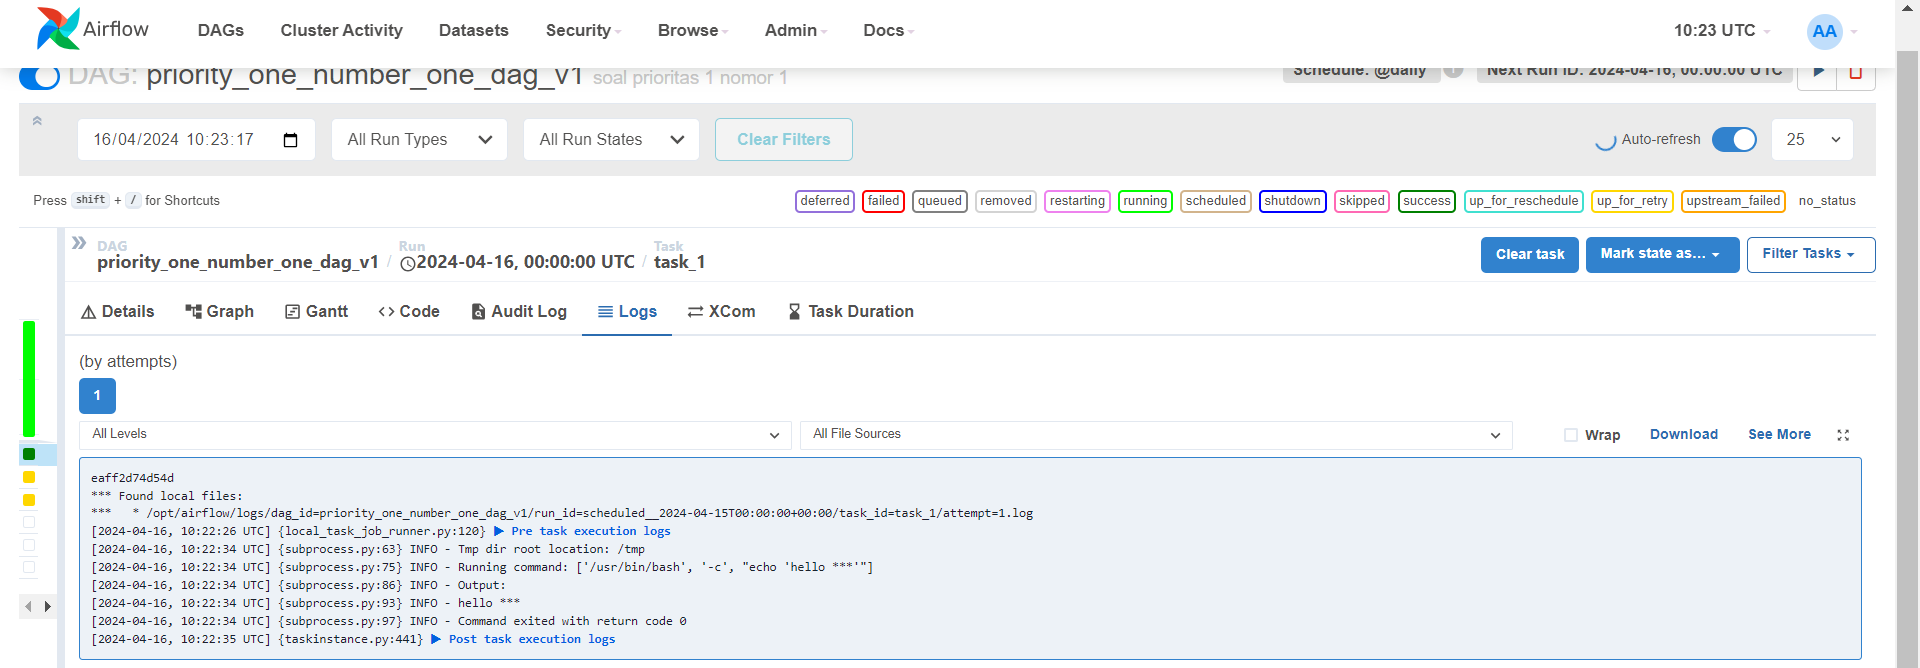 Airflow DAGs Cluster Activity Datasets Security Browse Admin Docs 10:23 UTC AA
DAG: priority_one_number_one_dag_v1 soal prioritas 1 nomor 1 Schedule: @daily Next Run ID: 2024-04-16, 00:00:00 UTC
16/04/2024 10:23:17 All Run Types All Run States Clear Filters Auto-refresh 25
Press shift + / for Shortcuts deferred failed queued removed restarting running scheduled shutdown skipped success up_for_reschedule up_for_retry upstream_failed no_status
DAG Run Task
priority_one_number_one_dag_v1 / 2024-04-16, 00:00:00 UTC / task_1 Clear task Mark state as... Filter Tasks
Details Graph Gantt Code Audit Log Logs XCom Task Duration
(by attempts)
1
All Levels All File Sources Wrap Download See More
eaff2d74d54d
*** Found local files:
***   * /opt/airflow/logs/dag_id=priority_one_number_one_dag_v1/run_id=scheduled__2024-04-15T00:00:00+00:00/task_id=task_1/attempt=1.log
[2024-04-16, 10:22:26 UTC] {local_task_job_runner.py:120} ▶ Pre task execution logs
[2024-04-16, 10:22:34 UTC] {subprocess.py:63} INFO - Tmp dir root location: /tmp
[2024-04-16, 10:22:34 UTC] {subprocess.py:75} INFO - Running command: ['/usr/bin/bash', '-c', "echo 'hello ***'"]
[2024-04-16, 10:22:34 UTC] {subprocess.py:86} INFO - Output:
[2024-04-16, 10:22:34 UTC] {subprocess.py:93} INFO - hello ***
[2024-04-16, 10:22:34 UTC] {subprocess.py:97} INFO - Command exited with return code 0
[2024-04-16, 10:22:35 UTC] {taskinstance.py:441} ▶ Post task execution logs